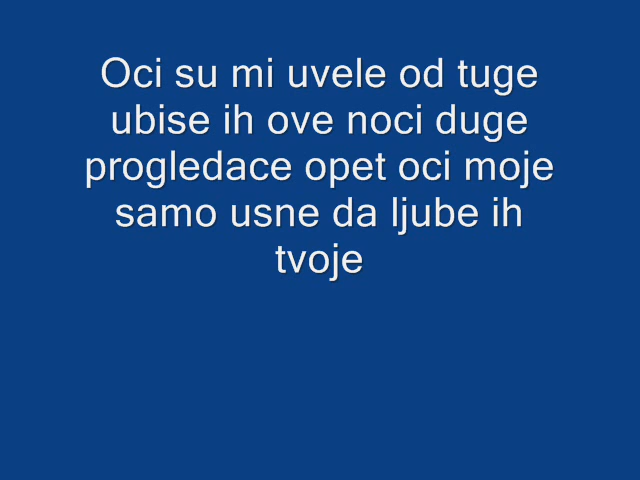 Oci su mi uvele od tuge
ubise ih ove noci duge
progledace opet oci moje
samo usne da ljube ih
tvoje